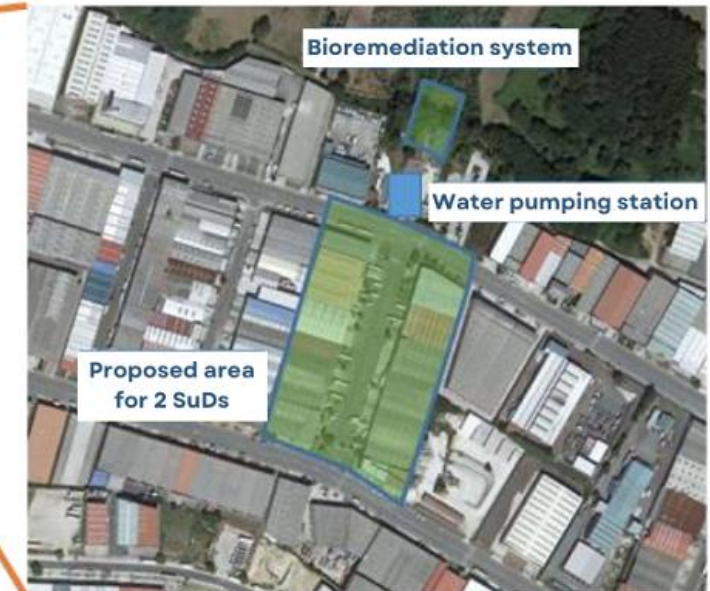 Bioremediation system
Water pumping station
Proposed area
for 2 SuDs